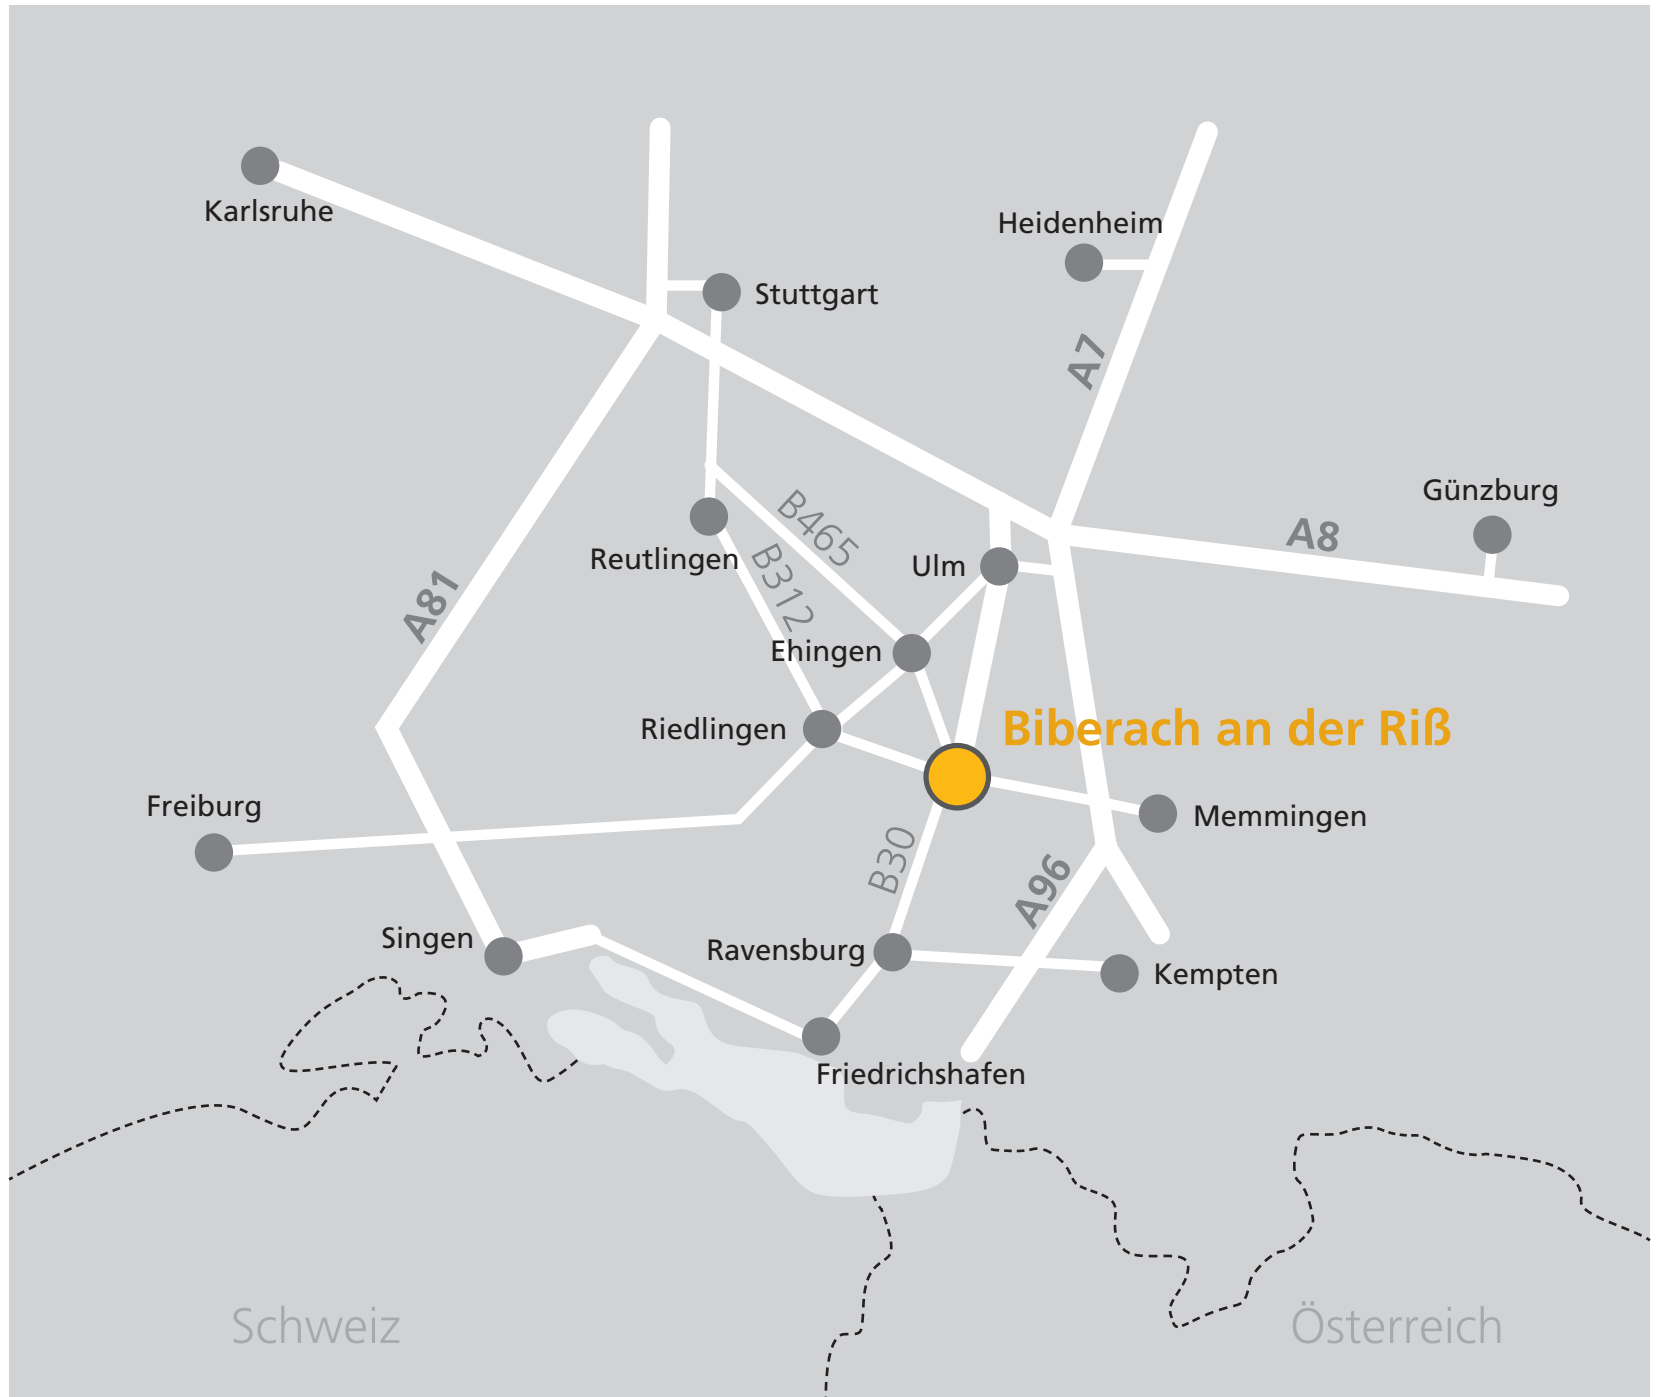 Karlsruhe
Heidenheim
Stuttgart
A7
Günzburg
B465
A8
Reutlingen
B312
Ulm
A81
Ehingen
Riedlingen
Biberach an der Riß
Freiburg
Memmingen
B30
A96
Singen
Ravensburg
Kempten
Friedrichshafen
Schweiz
Österreich